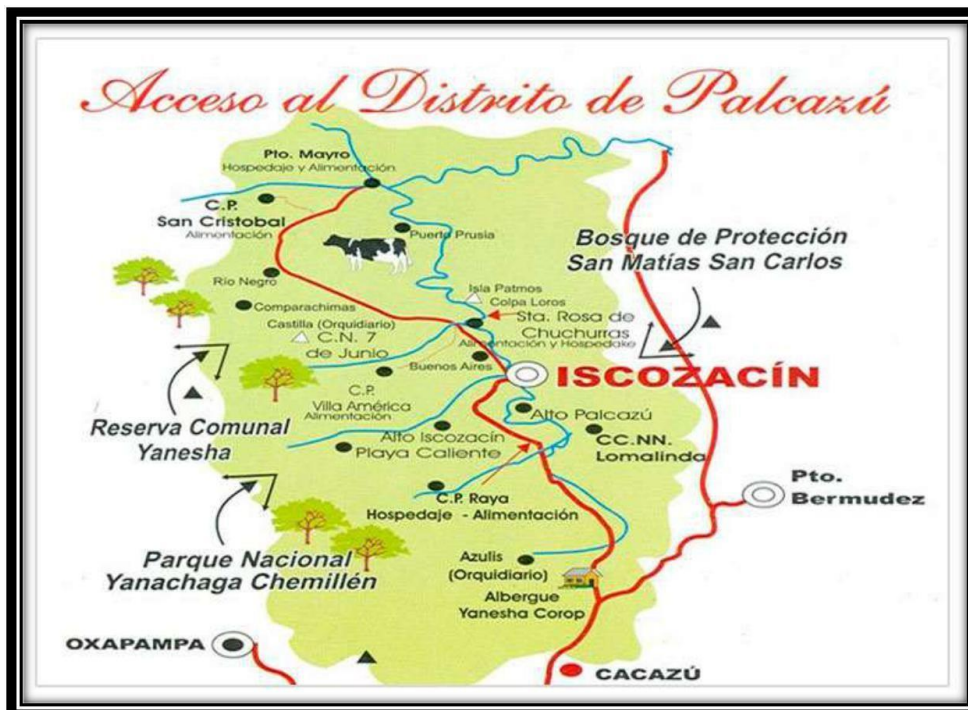 Acceso al Distrito de Palcazú
Pto. Mayro
Hospedaje y Alimentación
C.P.
San Cristobal
Alimentación
Puerto Prusia
Bosque de Protección
San Matías San Carlos
Río Negro
Isla Patmos
Colpa Loros
Comparachimas
Sta. Rosa de
Chuchurras
Alimentación y Hospedake
Castilla (Orquidiario)
C.N. 7
de Junio
Buenos Aires
ISCOZACÍN
C.P.
Villa América
Alimentación
Alto Palcazú
Reserva Comunal
Yanesha
Alto Iscozacín
Playa Caliente
CC.NN.
Lomalinda
Pto.
Bermudez
C.P. Raya
Hospedaje - Alimentación
Parque Nacional
Yanachaga Chemillén
Azulis
(Orquidiario)
Albergue
Yanesha Corop
OXAPAMPA
CACAZÚ